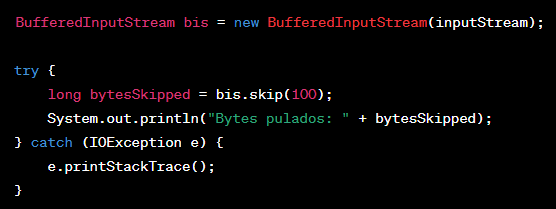 BufferedInputStream bis = new BufferedInputStream(inputStream);
try {
long bytesSkipped = bis.skip(100);
System.out.println("Bytes pulados: " + bytesSkipped);
} catch (IOException e) {
e.printStackTrace();
}